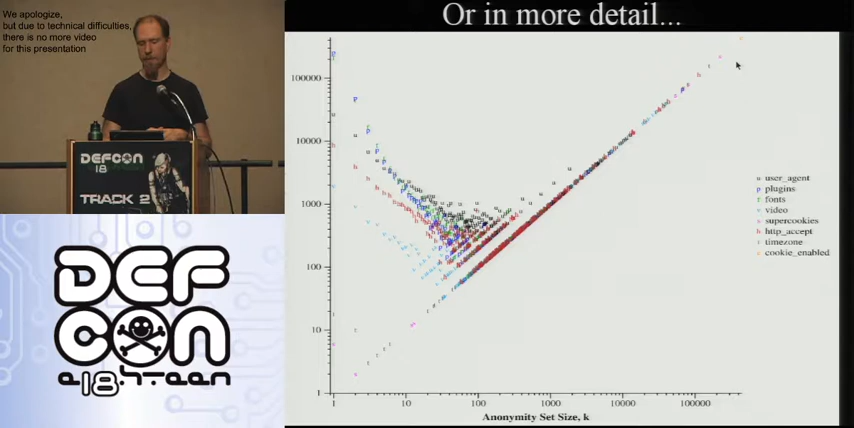 We apologize,
but due to technical difficulties,
there is no more video
for this presentation
Or in more detail...
DEFCON
18
TRACK 2
DEF
CON
e18hteen
100000
10000
1000
100
10
1
1
10
100
1000
10000
100000
Anonymity Set Size, k
u user_agent
p plugins
f fonts
v video
s supercookies
h http_accept
t timezone
c cookie_enabled